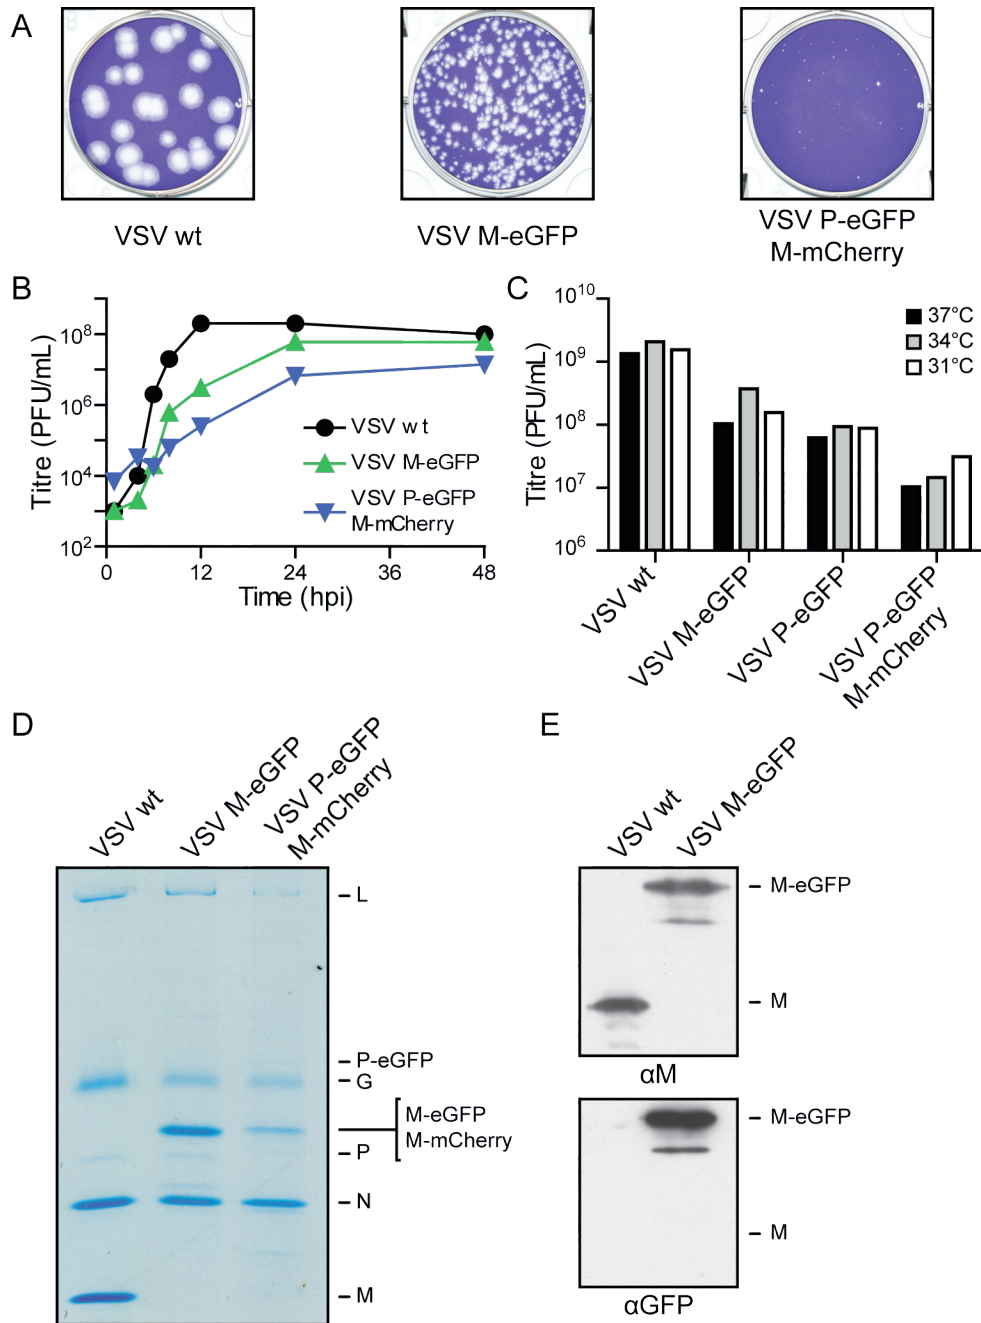 A
VSV wt
VSV M-eGFP
VSV P-eGFP
M-mCherry
B
Titre (PFU/mL)
10⁸
10⁶
10⁴
10²
0
12
24
36
48
Time (hpi)
VSV wt
VSV M-eGFP
VSV P-eGFP
M-mCherry
C
Titre (PFU/mL)
10¹⁰
10⁹
10⁸
10⁷
10⁶
37°C
34°C
31°C
VSV wt
VSV M-eGFP
VSV P-eGFP
VSV P-eGFP
M-mCherry
D
VSV wt
VSV M-eGFP
VSV P-eGFP
M-mCherry
L
P-eGFP
G
M-eGFP
M-mCherry
P
N
M
E
VSV wt
VSV M-eGFP
M-eGFP
M
αM
M-eGFP
M
αGFP